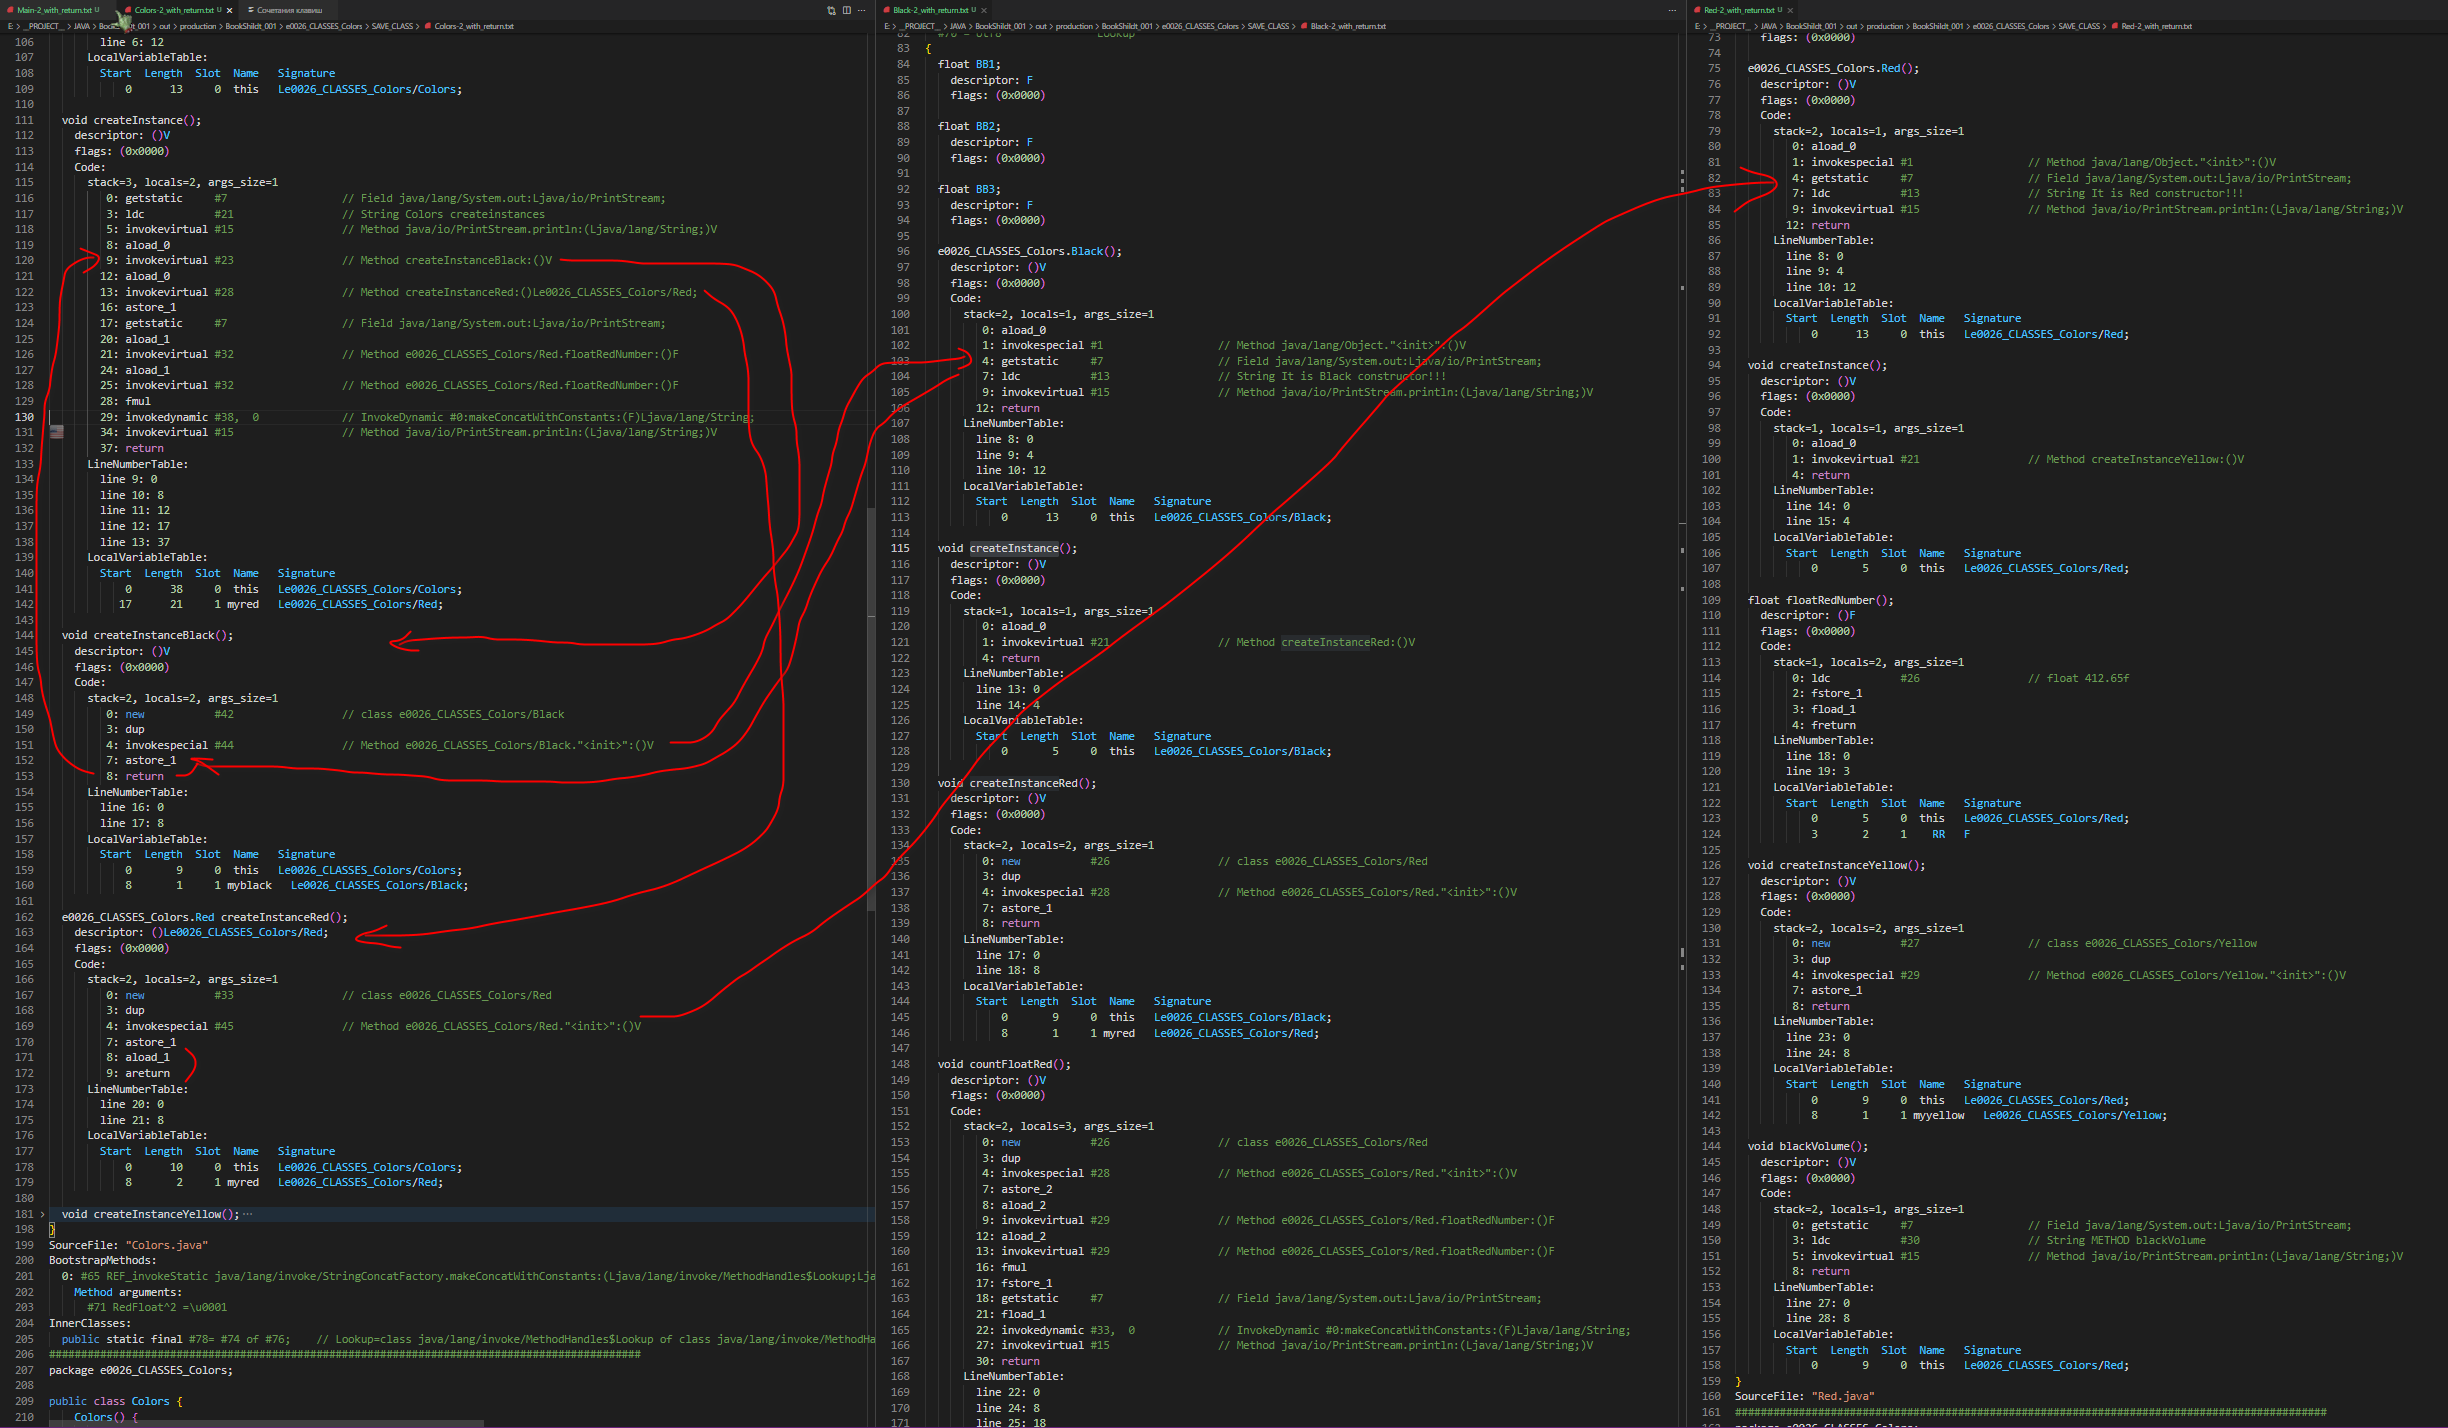 Main-2_with_return.txt U
Colors-2_with_return.txt U
Сочетания клавиш
E: > _PROJECT_ > JAVA > BookShildt_001 > out > production > BookShildt_001 > e0026_CLASSES_Colors > SAVE_CLASS > Colors-2_with_return.txt
106 line 6: 12
107 LocalVariableTable:
108 Start Length Slot Name Signature
109 0 13 0 this Le0026_CLASSES_Colors/Colors;
110
111 void createInstance();
112 descriptor: ()V
113 flags: (0x0000)
114 Code:
115 stack=3, locals=2, args_size=1
116 0: getstatic #7 // Field java/lang/System.out:Ljava/io/PrintStream;
117 3: ldc #21 // String Colors createinstances
118 5: invokevirtual #15 // Method java/io/PrintStream.println:(Ljava/lang/String;)V
119 8: aload_0
120 9: invokevirtual #23 // Method createInstanceBlack:()V
121 12: aload_0
122 13: invokevirtual #28 // Method createInstanceRed:()Le0026_CLASSES_Colors/Red;
123 16: astore_1
124 17: getstatic #7 // Field java/lang/System.out:Ljava/io/PrintStream;
125 20: aload_1
126 21: invokevirtual #32 // Method e0026_CLASSES_Colors/Red.floatRedNumber:()F
127 24: aload_1
128 25: invokevirtual #32 // Method e0026_CLASSES_Colors/Red.floatRedNumber:()F
129 28: fmul
130 29: invokedynamic #38, 0 // InvokeDynamic #0:makeConcatWithConstants:(F)Ljava/lang/String;
131 34: invokevirtual #15 // Method java/io/PrintStream.println:(Ljava/lang/String;)V
132 37: return
133 LineNumberTable:
134 line 9: 0
135 line 10: 8
136 line 11: 12
137 line 12: 17
138 line 13: 37
139 LocalVariableTable:
140 Start Length Slot Name Signature
141 0 38 0 this Le0026_CLASSES_Colors/Colors;
142 17 21 1 myred Le0026_CLASSES_Colors/Red;
143
144 void createInstanceBlack();
145 descriptor: ()V
146 flags: (0x0000)
147 Code:
148 stack=2, locals=2, args_size=1
149 0: new #42 // class e0026_CLASSES_Colors/Black
150 3: dup
151 4: invokespecial #44 // Method e0026_CLASSES_Colors/Black."<init>":()V
152 7: astore_1
153 8: return
154 LineNumberTable:
155 line 16: 0
156 line 17: 8
157 LocalVariableTable:
158 Start Length Slot Name Signature
159 0 9 0 this Le0026_CLASSES_Colors/Colors;
160 8 1 1 myblack Le0026_CLASSES_Colors/Black;
161
162 e0026_CLASSES_Colors.Red createInstanceRed();
163 descriptor: ()Le0026_CLASSES_Colors/Red;
164 flags: (0x0000)
165 Code:
166 stack=2, locals=2, args_size=1
167 0: new #33 // class e0026_CLASSES_Colors/Red
168 3: dup
169 4: invokespecial #45 // Method e0026_CLASSES_Colors/Red."<init>":()V
170 7: astore_1
171 8: aload_1
172 9: areturn
173 LineNumberTable:
174 line 20: 0
175 line 21: 8
176 LocalVariableTable:
177 Start Length Slot Name Signature
178 0 10 0 this Le0026_CLASSES_Colors/Colors;
179 8 2 1 myred Le0026_CLASSES_Colors/Red;
180
181 void createInstanceYellow(); ···
198 }
199 SourceFile: "Colors.java"
200 BootstrapMethods:
201 0: #65 REF_invokeStatic java/lang/invoke/StringConcatFactory.makeConcatWithConstants:(Ljava/lang/invoke/MethodHandles$Lookup;Lja
202 Method arguments:
203 #71 RedFloat^2 =\u0001
204 InnerClasses:
205 public static final #78= #74 of #76; // Lookup=class java/lang/invoke/MethodHandles$Lookup of class java/lang/invoke/MethodHa
206 ############################################################################################
207 package e0026_CLASSES_Colors;
208
209 public class Colors {
210 Colors() {
Black-2_with_return.txt U
E: > _PROJECT_ > JAVA > BookShildt_001 > out > production > BookShildt_001 > e0026_CLASSES_Colors > SAVE_CLASS > Black-2_with_return.txt
82 #70 = Utf8 Lookup
83 {
84 float BB1;
85 descriptor: F
86 flags: (0x0000)
87
88 float BB2;
89 descriptor: F
90 flags: (0x0000)
91
92 float BB3;
93 descriptor: F
94 flags: (0x0000)
95
96 e0026_CLASSES_Colors.Black();
97 descriptor: ()V
98 flags: (0x0000)
99 Code:
100 stack=2, locals=1, args_size=1
101 0: aload_0
102 1: invokespecial #1 // Method java/lang/Object."<init>":()V
103 4: getstatic #7 // Field java/lang/System.out:Ljava/io/PrintStream;
104 7: ldc #13 // String It is Black constructor!!!
105 9: invokevirtual #15 // Method java/io/PrintStream.println:(Ljava/lang/String;)V
106 12: return
107 LineNumberTable:
108 line 8: 0
109 line 9: 4
110 line 10: 12
111 LocalVariableTable:
112 Start Length Slot Name Signature
113 0 13 0 this Le0026_CLASSES_Colors/Black;
114
115 void createInstance();
116 descriptor: ()V
117 flags: (0x0000)
118 Code:
119 stack=1, locals=1, args_size=1
120 0: aload_0
121 1: invokevirtual #21 // Method createInstanceRed:()V
122 4: return
123 LineNumberTable:
124 line 13: 0
125 line 14: 4
126 LocalVariableTable:
127 Start Length Slot Name Signature
128 0 5 0 this Le0026_CLASSES_Colors/Black;
129
130 void createInstanceRed();
131 descriptor: ()V
132 flags: (0x0000)
133 Code:
134 stack=2, locals=2, args_size=1
135 0: new #26 // class e0026_CLASSES_Colors/Red
136 3: dup
137 4: invokespecial #28 // Method e0026_CLASSES_Colors/Red."<init>":()V
138 7: astore_1
139 8: return
140 LineNumberTable:
141 line 17: 0
142 line 18: 8
143 LocalVariableTable:
144 Start Length Slot Name Signature
145 0 9 0 this Le0026_CLASSES_Colors/Black;
146 8 1 1 myred Le0026_CLASSES_Colors/Red;
147
148 void countFloatRed();
149 descriptor: ()V
150 flags: (0x0000)
151 Code:
152 stack=2, locals=3, args_size=1
153 0: new #26 // class e0026_CLASSES_Colors/Red
154 3: dup
155 4: invokespecial #28 // Method e0026_CLASSES_Colors/Red."<init>":()V
156 7: astore_2
157 8: aload_2
158 9: invokevirtual #29 // Method e0026_CLASSES_Colors/Red.floatRedNumber:()F
159 12: aload_2
160 13: invokevirtual #29 // Method e0026_CLASSES_Colors/Red.floatRedNumber:()F
161 16: fmul
162 17: fstore_1
163 18: getstatic #7 // Field java/lang/System.out:Ljava/io/PrintStream;
164 21: fload_1
165 22: invokedynamic #33, 0 // InvokeDynamic #0:makeConcatWithConstants:(F)Ljava/lang/String;
166 27: invokevirtual #15 // Method java/io/PrintStream.println:(Ljava/lang/String;)V
167 30: return
168 LineNumberTable:
169 line 22: 0
170 line 24: 8
171 line 25: 18
Red-2_with_return.txt U
E: > _PROJECT_ > JAVA > BookShildt_001 > out > production > BookShildt_001 > e0026_CLASSES_Colors > SAVE_CLASS > Red-2_with_return.txt
73 flags: (0x0000)
74
75 e0026_CLASSES_Colors.Red();
76 descriptor: ()V
77 flags: (0x0000)
78 Code:
79 stack=2, locals=1, args_size=1
80 0: aload_0
81 1: invokespecial #1 // Method java/lang/Object."<init>":()V
82 4: getstatic #7 // Field java/lang/System.out:Ljava/io/PrintStream;
83 7: ldc #13 // String It is Red constructor!!!
84 9: invokevirtual #15 // Method java/io/PrintStream.println:(Ljava/lang/String;)V
85 12: return
86 LineNumberTable:
87 line 8: 0
88 line 9: 4
89 line 10: 12
90 LocalVariableTable:
91 Start Length Slot Name Signature
92 0 13 0 this Le0026_CLASSES_Colors/Red;
93
94 void createInstance();
95 descriptor: ()V
96 flags: (0x0000)
97 Code:
98 stack=1, locals=1, args_size=1
99 0: aload_0
100 1: invokevirtual #21 // Method createInstanceYellow:()V
101 4: return
102 LineNumberTable:
103 line 14: 0
104 line 15: 4
105 LocalVariableTable:
106 Start Length Slot Name Signature
107 0 5 0 this Le0026_CLASSES_Colors/Red;
108
109 float floatRedNumber();
110 descriptor: ()F
111 flags: (0x0000)
112 Code:
113 stack=1, locals=2, args_size=1
114 0: ldc #26 // float 412.65f
115 2: fstore_1
116 3: fload_1
117 4: freturn
118 LineNumberTable:
119 line 18: 0
120 line 19: 3
121 LocalVariableTable:
122 Start Length Slot Name Signature
123 0 5 0 this Le0026_CLASSES_Colors/Red;
124 3 2 1 RR F
125
126 void createInstanceYellow();
127 descriptor: ()V
128 flags: (0x0000)
129 Code:
130 stack=2, locals=2, args_size=1
131 0: new #27 // class e0026_CLASSES_Colors/Yellow
132 3: dup
133 4: invokespecial #29 // Method e0026_CLASSES_Colors/Yellow."<init>":()V
134 7: astore_1
135 8: return
136 LineNumberTable:
137 line 23: 0
138 line 24: 8
139 LocalVariableTable:
140 Start Length Slot Name Signature
141 0 9 0 this Le0026_CLASSES_Colors/Red;
142 8 1 1 myyellow Le0026_CLASSES_Colors/Yellow;
143
144 void blackVolume();
145 descriptor: ()V
146 flags: (0x0000)
147 Code:
148 stack=2, locals=1, args_size=1
149 0: getstatic #7 // Field java/lang/System.out:Ljava/io/PrintStream;
150 3: ldc #30 // String METHOD blackVolume
151 5: invokevirtual #15 // Method java/io/PrintStream.println:(Ljava/lang/String;)V
152 8: return
153 LineNumberTable:
154 line 27: 0
155 line 28: 8
156 LocalVariableTable:
157 Start Length Slot Name Signature
158 0 9 0 this Le0026_CLASSES_Colors/Red;
159 }
160 SourceFile: "Red.java"
161 ############################################################################################